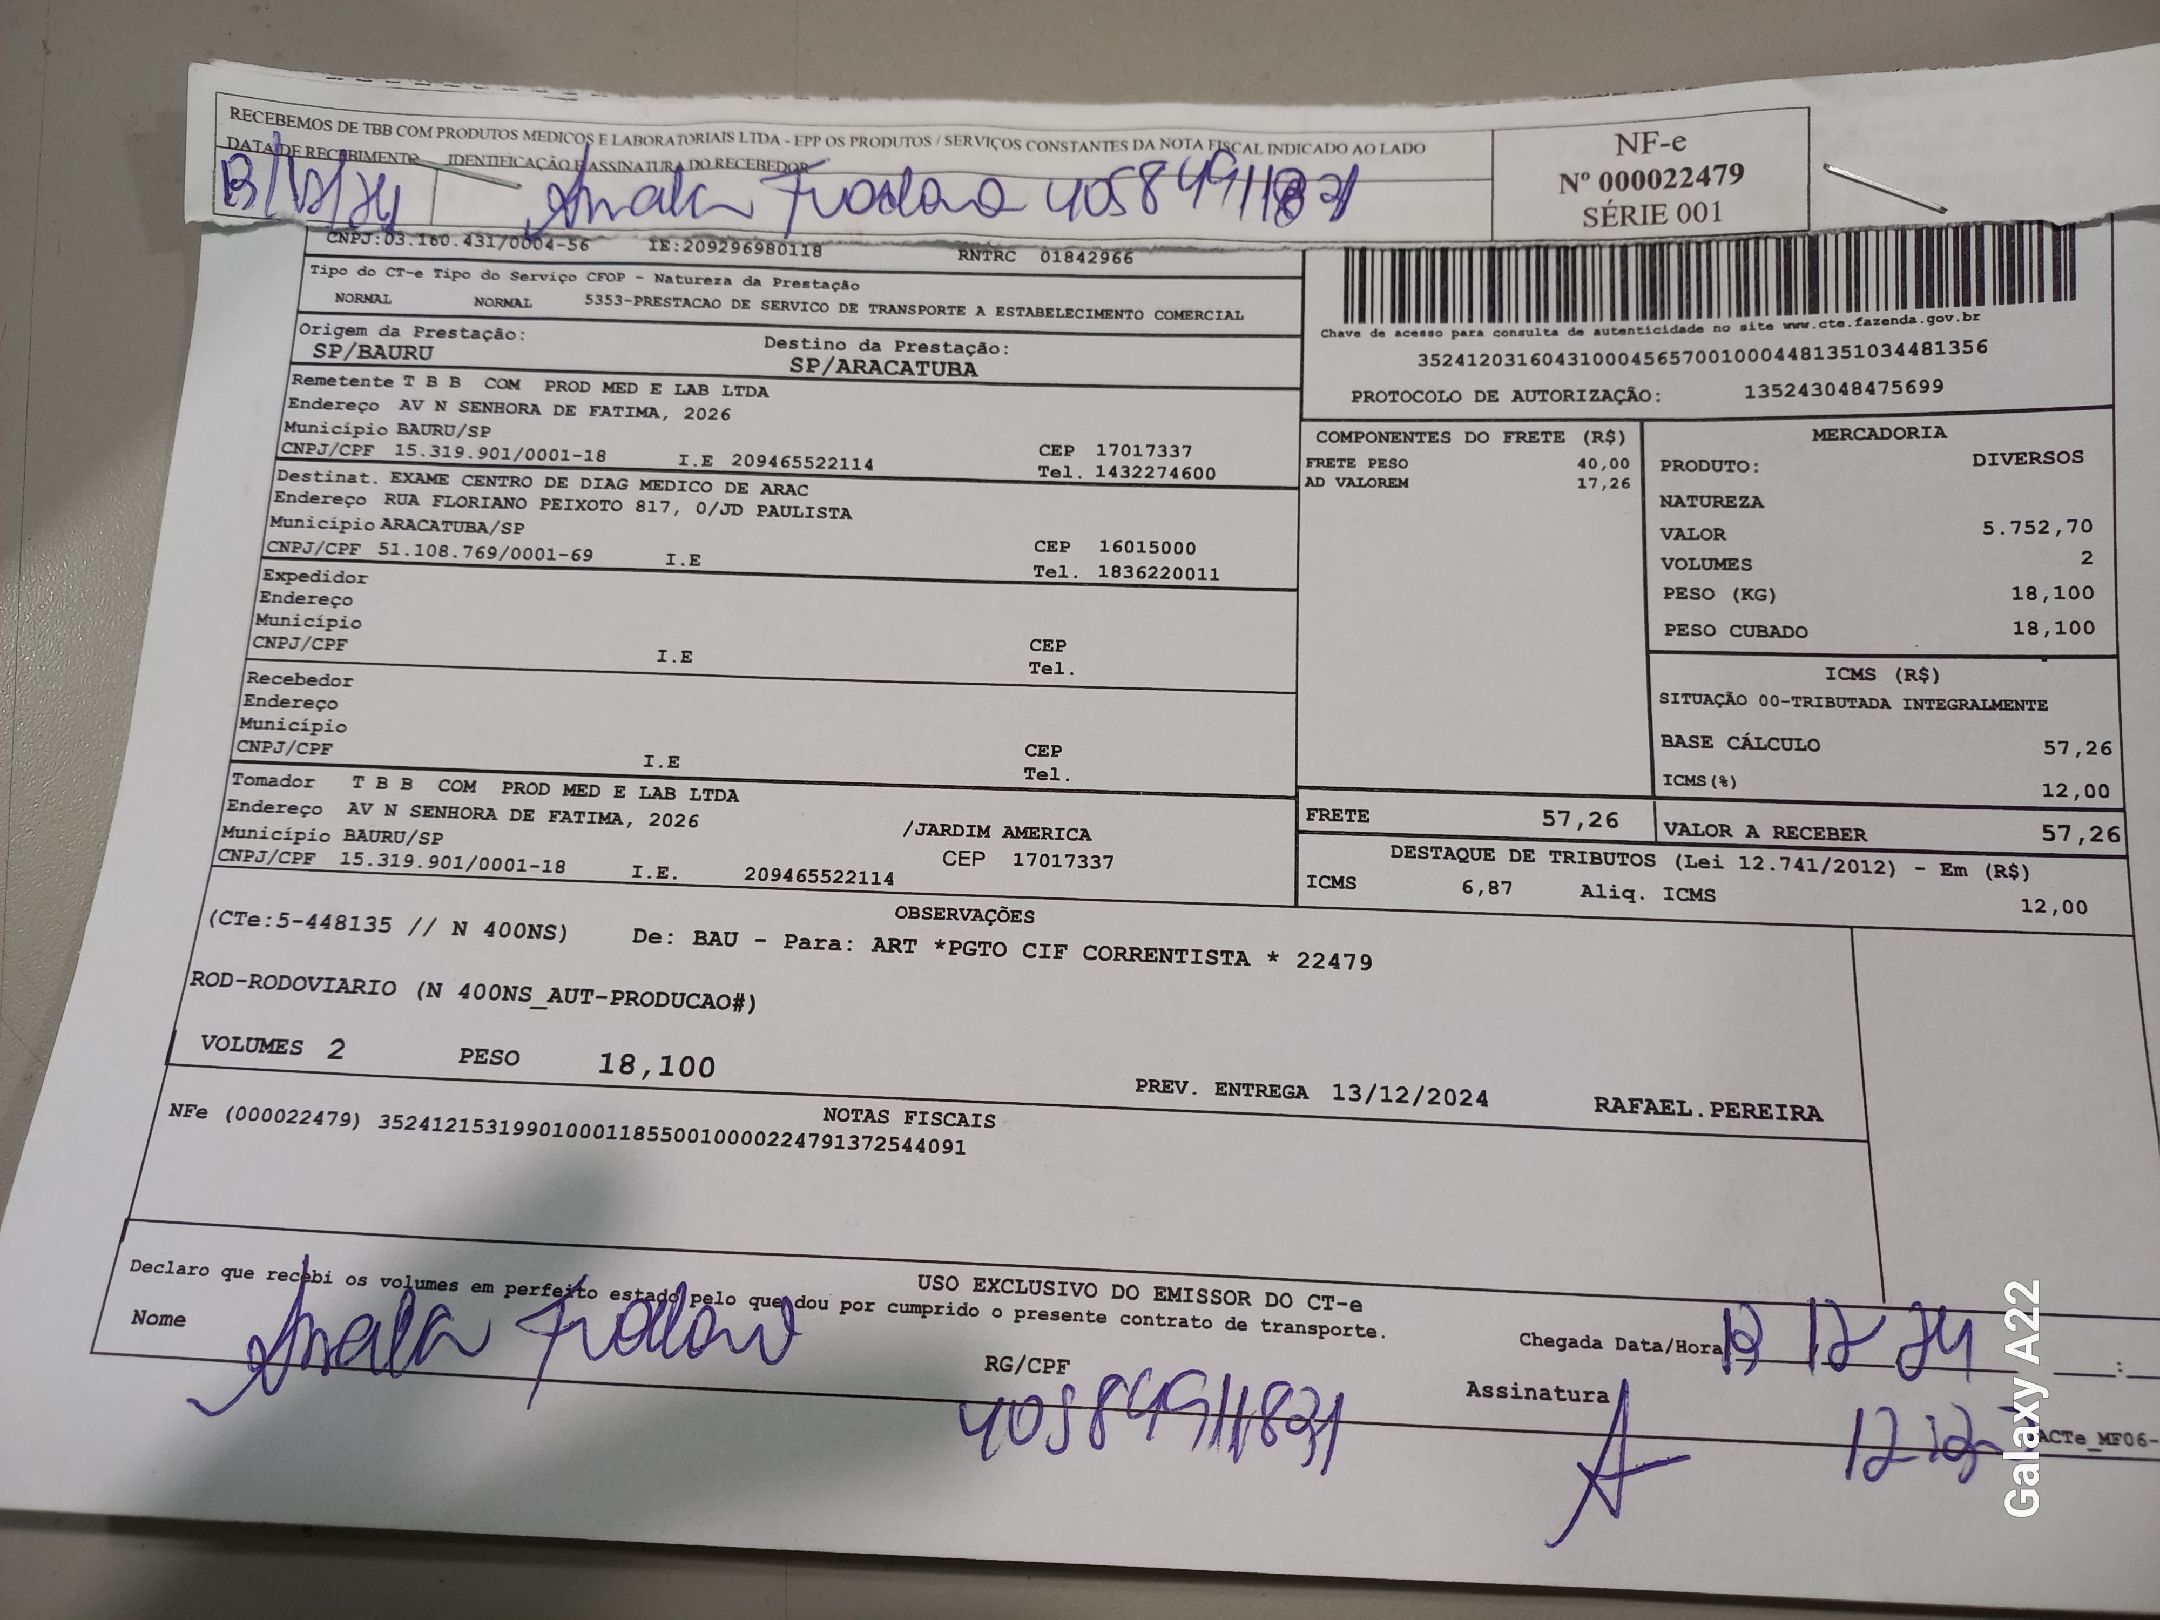 RECEBEMOS DE TBB COM PRODUTOS MEDICOS E LABORATORIAIS LTDA - EPP OS PRODUTOS / SERVIÇOS CONSTANTES DA NOTA FISCAL INDICADO AO LADO
DATA DE RECEBIMENTO IDENTIFICAÇÃO E ASSINATURA DO RECEBEDOR
13/12/24 40584911821
NF-e
Nº 000022479
SÉRIE 001
CNPJ:03.160.431/0004-56 IE:209296980118 RNTRC 01842966
Tipo do CT-e Tipo do Serviço CFOP - Natureza da Prestação
NORMAL NORMAL 5353-PRESTACAO DE SERVICO DE TRANSPORTE A ESTABELECIMENTO COMERCIAL
Origem da Prestação: Destino da Prestação:
SP/BAURU SP/ARACATUBA
Chave de acesso para consulta de autenticidade no site www.cte.fazenda.gov.br
35241203160431000456570010004481351034481356
PROTOCOLO DE AUTORIZAÇÃO: 135243048475699
Remetente T B B COM PROD MED E LAB LTDA
Endereço AV N SENHORA DE FATIMA, 2026
Município BAURU/SP CEP 17017337
CNPJ/CPF 15.319.901/0001-18 I.E 209465522114 Tel. 1432274600
Destinat. EXAME CENTRO DE DIAG MEDICO DE ARAC
Endereço RUA FLORIANO PEIXOTO 817, 0/JD PAULISTA
Município ARACATUBA/SP CEP 16015000
CNPJ/CPF 51.108.769/0001-69 I.E Tel. 1836220011
Expedidor
Endereço
Município CEP
CNPJ/CPF I.E Tel.
Recebedor
Endereço
Município CEP
CNPJ/CPF I.E Tel.
Tomador T B B COM PROD MED E LAB LTDA
Endereço AV N SENHORA DE FATIMA, 2026 /JARDIM AMERICA
Município BAURU/SP CEP 17017337
CNPJ/CPF 15.319.901/0001-18 I.E. 209465522114
COMPONENTES DO FRETE (R$)
FRETE PESO 40,00
AD VALOREM 17,26
MERCADORIA
PRODUTO: DIVERSOS
NATUREZA
VALOR 5.752,70
VOLUMES 2
PESO (KG) 18,100
PESO CUBADO 18,100
ICMS (R$)
SITUAÇÃO 00-TRIBUTADA INTEGRALMENTE
BASE CÁLCULO 57,26
ICMS(%) 12,00
FRETE 57,26 VALOR A RECEBER 57,26
DESTAQUE DE TRIBUTOS (Lei 12.741/2012) - Em (R$)
ICMS 6,87 Aliq. ICMS 12,00
OBSERVAÇÕES
(CTe:5-448135 // N 400NS) De: BAU - Para: ART *PGTO CIF CORRENTISTA * 22479
ROD-RODOVIARIO (N 400NS_AUT-PRODUCAO#)
VOLUMES 2 PESO 18,100 PREV. ENTREGA 13/12/2024 RAFAEL.PEREIRA
NOTAS FISCAIS
NFe (000022479) 35241215319901000118550010000224791372544091
USO EXCLUSIVO DO EMISSOR DO CT-e
Declaro que recebi os volumes em perfeito estado pelo que dou por cumprido o presente contrato de transporte.
Nome RG/CPF Chegada Data/Hora 13 12 24 :
40584911821 Assinatura
ACTe_MF06-
Galaxy A22